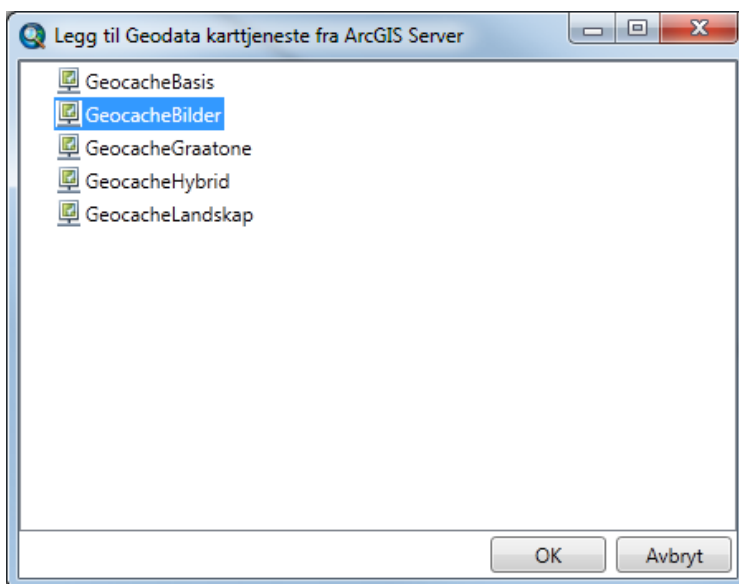 Legg til Geodata karttjeneste fra ArcGIS Server
GeocacheBasis
GeocacheBilder
GeocacheGraatone
GeocacheHybrid
GeocacheLandskap
OK
Avbryt